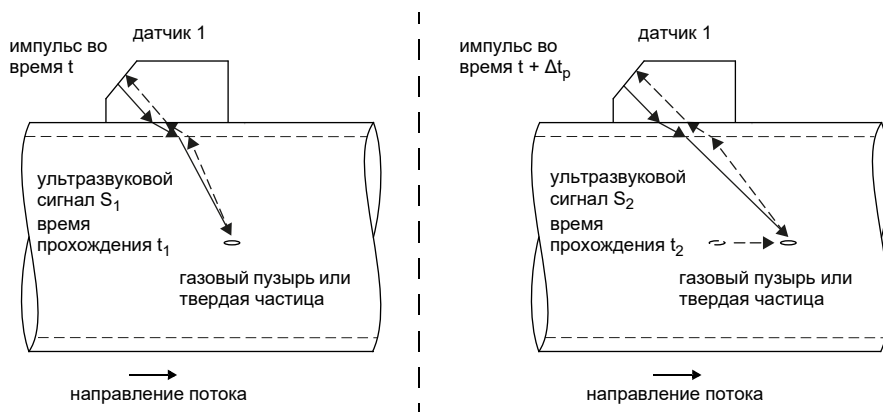 датчик 1
импульс во
время t
ультразвуковой
сигнал S₁
время
прохождения t₁
газовый пузырь или
твердая частица
направление потока
датчик 1
импульс во
время t + Δtₚ
ультразвуковой
сигнал S₂
время
прохождения t₂
газовый пузырь или
твердая частица
направление потока